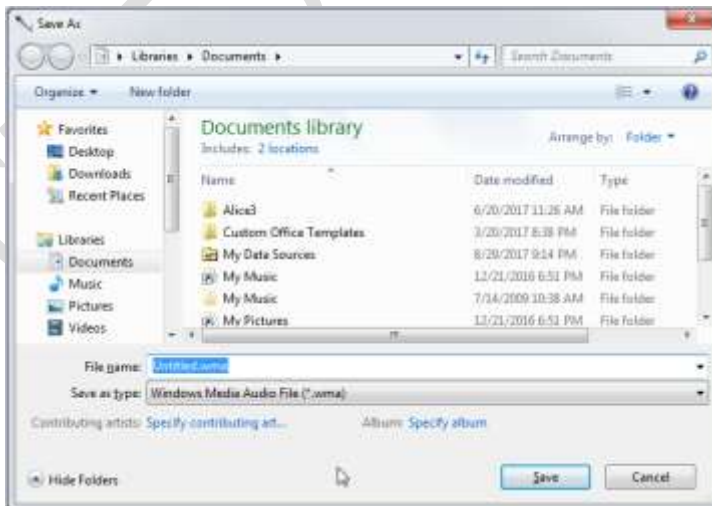 Save As
Libraries Documents Search Documents
Organize New folder
Favorites
Desktop
Downloads
Recent Places
Libraries
Documents
Music
Pictures
Videos
Documents library
Includes: 2 locations
Arrange by: Folder
Name Date modified Type
Alice3 6/20/2017 11:26 AM File folder
Custom Office Templates 3/20/2017 8:38 PM File folder
My Data Sources 8/29/2017 9:14 PM File folder
My Music 12/21/2016 6:51 PM File folder
My Music 7/14/2009 10:38 AM File folder
My Pictures 12/21/2016 6:52 PM File folder
File name: Untitled.wma
Save as type: Windows Media Audio File (*.wma)
Contributing artists: Specify contributing art... Album: Specify album
Hide Folders Save Cancel